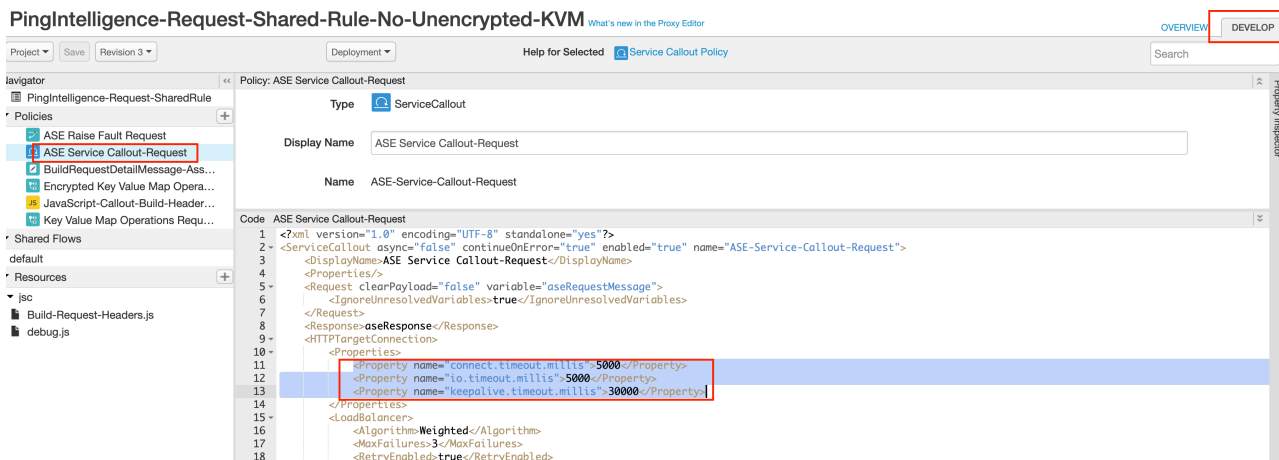 PingIntelligence-Request-Shared-Rule-No-Unencrypted-KVM What's new in the Proxy Editor
OVERVIEW DEVELOP
Project Save Revision 3 Deployment Help for Selected Service Callout Policy Search
Navigator
PingIntelligence-Request-SharedRule
Policies
ASE Raise Fault Request
ASE Service Callout-Request
BuildRequestDetailMessage-Ass...
Encrypted Key Value Map Opera...
JS JavaScript-Callout-Build-Header...
Key Value Map Operations Requ...
Shared Flows
default
Resources
jsc
Build-Request-Headers.js
debug.js
Policy: ASE Service Callout-Request
Type ServiceCallout
Display Name ASE Service Callout-Request
Name ASE-Service-Callout-Request
Property Inspector
Code ASE Service Callout-Request
1 <?xml version="1.0" encoding="UTF-8" standalone="yes"?>
2 <ServiceCallout async="false" continueOnError="true" enabled="true" name="ASE-Service-Callout-Request">
3 <DisplayName>ASE Service Callout-Request</DisplayName>
4 <Properties/>
5 <Request clearPayload="false" variable="aseRequestMessage">
6 <IgnoreUnresolvedVariables>true</IgnoreUnresolvedVariables>
7 </Request>
8 <Response>aseResponse</Response>
9 <HTTPTargetConnection>
10 <Properties>
11 <Property name="connect.timeout.millis">5000</Property>
12 <Property name="io.timeout.millis">5000</Property>
13 <Property name="keepalive.timeout.millis">30000</Property>
14 </Properties>
15 <LoadBalancer>
16 <Algorithm>Weighted</Algorithm>
17 <MaxFailures>3</MaxFailures>
18 <RetryEnabled>true</RetryEnabled>